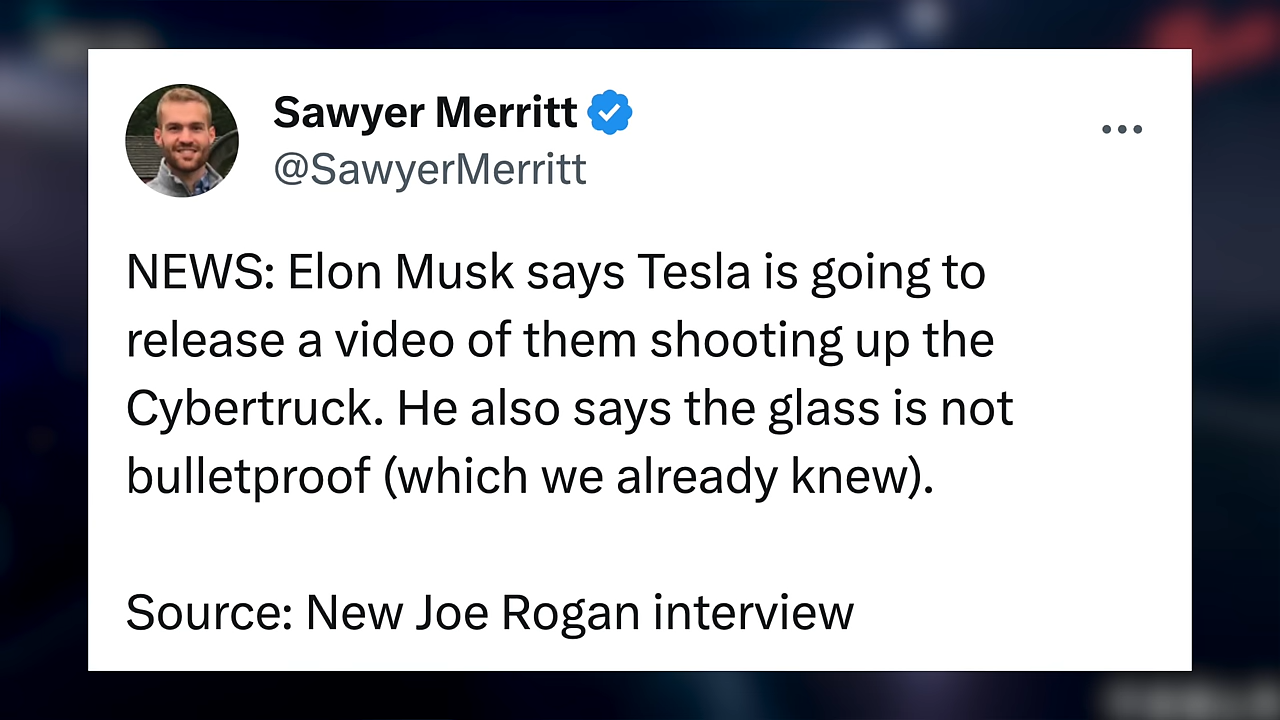 Sawyer Merritt
@SawyerMerritt
NEWS: Elon Musk says Tesla is going to
release a video of them shooting up the
Cybertruck. He also says the glass is not
bulletproof (which we already knew).
Source: New Joe Rogan interview